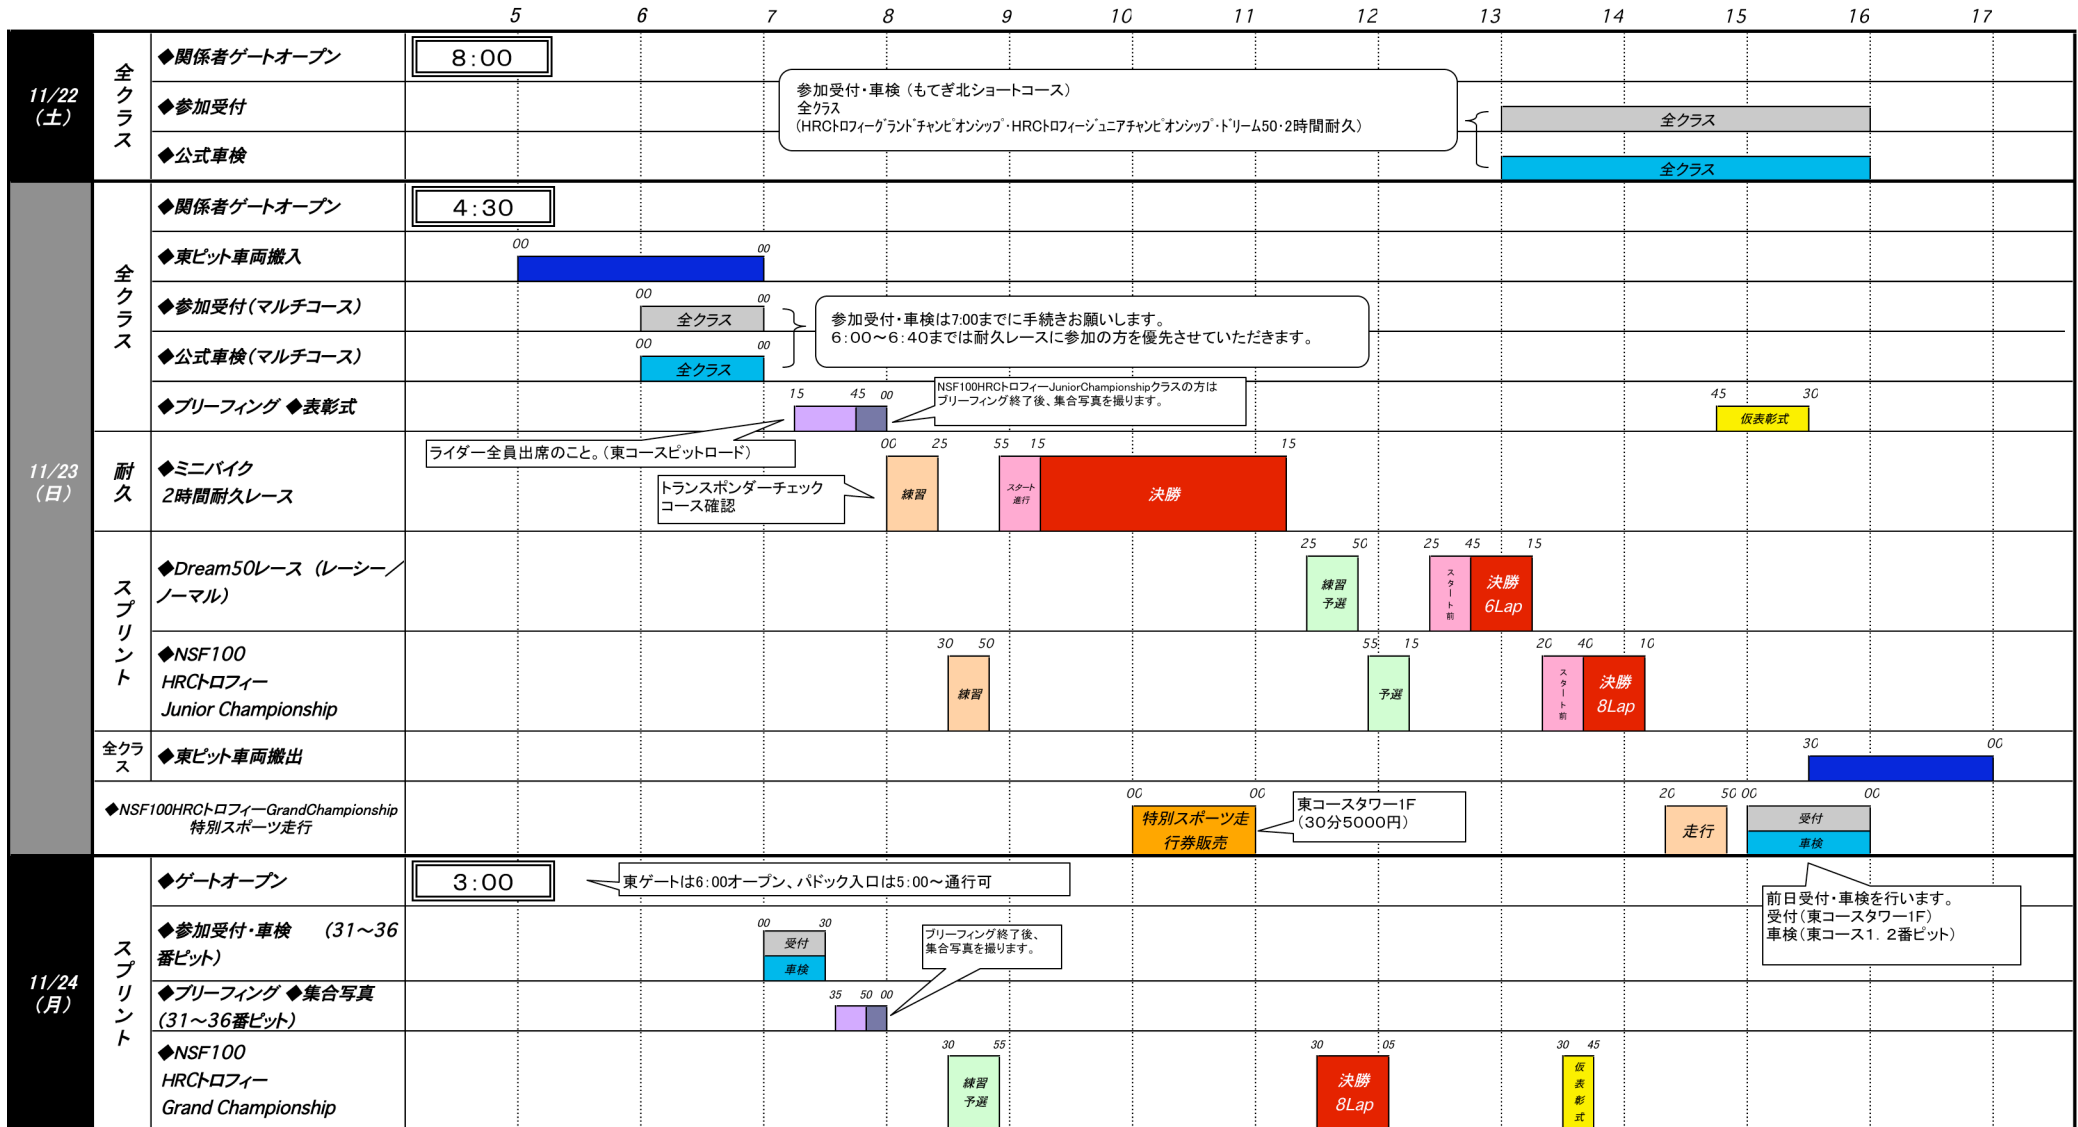 5 6 7 8 9 10 11 12 13 14 15 16 17
11/22
（土）
全クラス
◆関係者ゲートオープン
8：00
◆参加受付
参加受付・車検（もてぎ北ショートコース）
全クラス
（HRCトロフィーグランドチャンピオンシップ・HRCトロフィージュニアチャンピオンシップ・ドリーム50・2時間耐久）
全クラス
◆公式車検
全クラス
11/23
（日）
全クラス
◆関係者ゲートオープン
4：30
◆東ピット車両搬入
00 00
◆参加受付（マルチコース）
00 00
全クラス
参加受付・車検は7:00までに手続きお願いします。
６：００～６：４０までは耐久レースに参加の方を優先させていただきます。
◆公式車検（マルチコース）
00 00
全クラス
◆ブリーフィング ◆表彰式
15 45 00
NSF100HRCトロフィーJuniorChampionshipクラスの方は
ブリーフィング終了後、集合写真を撮ります。
45 30
仮表彰式
ライダー全員出席のこと。（東コースピットロード）
耐久
◆ミニバイク
2時間耐久レース
トランスポンダーチェック
コース確認
00 25 55 15 15
練習
スタート
進行
決勝
スプリント
◆Dream50レース（レーシー／
ノーマル）
25 50 25 45 15
練習
予選
スタート前
決勝
6Lap
◆NSF100
HRCトロフィー
Junior Championship
30 50 55 15 20 40 10
練習
予選
スタート前
決勝
8Lap
全クラ
ス
◆東ピット車両搬出
30 00
◆NSF100HRCトロフィーGrandChampionship
特別スポーツ走行
00 00
特別スポーツ走
行券販売
東コースタワー1F
（30分5000円）
20 50 00 00
走行
受付
車検
前日受付・車検を行います。
受付（東コースタワー1F）
車検（東コース１．２番ピット）
11/24
（月）
スプリント
◆ゲートオープン
3：00
東ゲートは6：00オープン、パドック入口は5：00～通行可
◆参加受付・車検　（31～36
番ピット）
00 30
受付
車検
ブリーフィング終了後、
集合写真を撮ります。
◆ブリーフィング ◆集合写真
（31～36番ピット）
35 50 00
◆NSF100
HRCトロフィー
Grand Championship
30 55 30 05 30 45
練習
予選
決勝
8Lap
仮表彰式